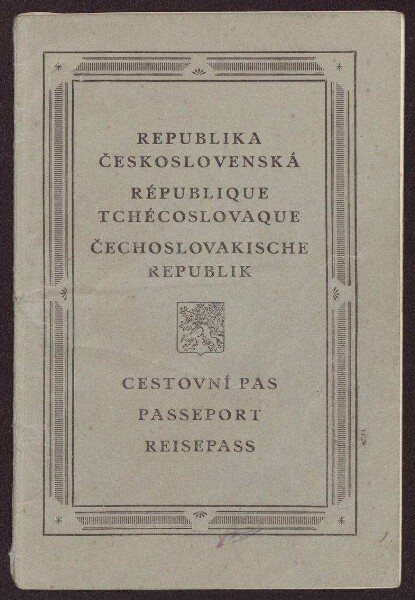 REPUBLIKA
ČESKOSLOVENSKÁ
RÉPUBLIQUE
TCHÉCOSLOVAQUE
ČECHOSLOVAKISCHE
REPUBLIK
CESTOVNÍ PAS
PASSEPORT
REISEPASS